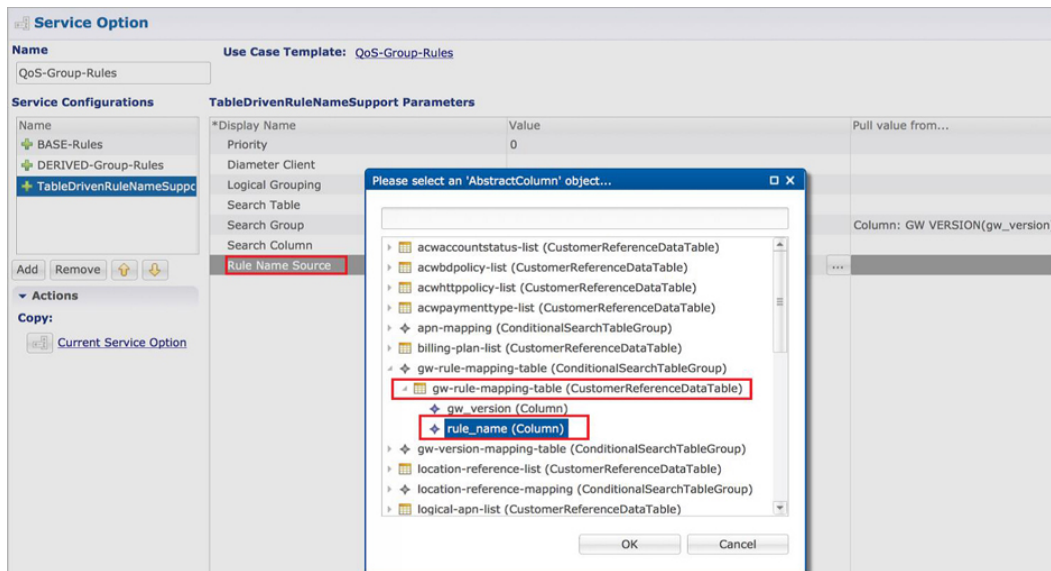 Service Option
Name
Use Case Template: QoS-Group-Rules
QoS-Group-Rules
Service Configurations
TableDrivenRuleNameSupport Parameters
Name
*Display Name Value Pull value from...
BASE-Rules
Priority 0
DERIVED-Group-Rules
Diameter Client
TableDrivenRuleNameSuppc
Logical Grouping
Search Table
Search Group Column: GW VERSION(gw_version
Search Column
Rule Name Source ...
Add Remove
Actions
Copy:
Current Service Option
Please select an 'AbstractColumn' object...
acwaccountstatus-list (CustomerReferenceDataTable)
acwbdpolicy-list (CustomerReferenceDataTable)
acwhttppolicy-list (CustomerReferenceDataTable)
acwpaymenttype-list (CustomerReferenceDataTable)
apn-mapping (ConditionalSearchTableGroup)
billing-plan-list (CustomerReferenceDataTable)
gw-rule-mapping-table (ConditionalSearchTableGroup)
gw-rule-mapping-table (CustomerReferenceDataTable)
gw_version (Column)
rule_name (Column)
gw-version-mapping-table (ConditionalSearchTableGroup)
location-reference-list (CustomerReferenceDataTable)
location-reference-mapping (ConditionalSearchTableGroup)
logical-apn-list (CustomerReferenceDataTable)
OK Cancel